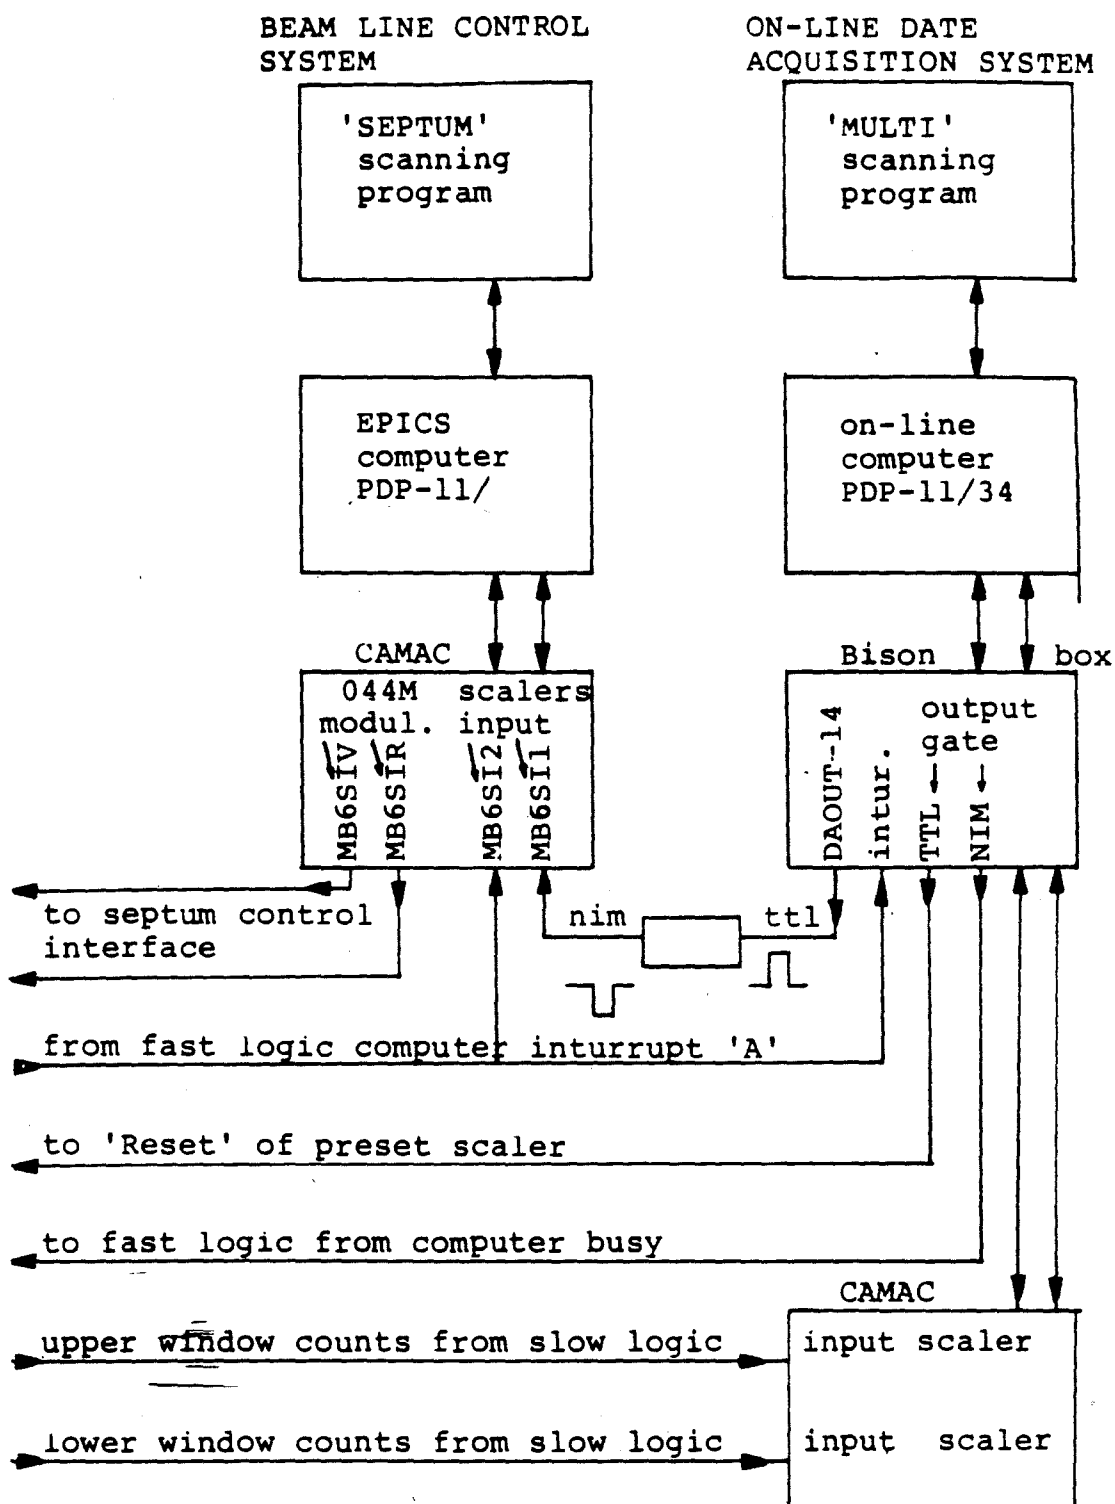 BEAM LINE CONTROL
SYSTEM
ON-LINE DATE
ACQUISITION SYSTEM
'SEPTUM'
scanning
program
'MULTI'
scanning
program
EPICS
computer
PDP-11/
on-line
computer
PDP-11/34
CAMAC
Bison box
044M scalers
modul. input
MB6SIV
MB6SIR
MB6SI2
MB6SI1
output
gate
DAOUT-14
intur.
TTL
NIM
to septum control
interface
nim
ttl
from fast logic computer inturrupt 'A'
to 'Reset' of preset scaler
to fast logic from computer busy
CAMAC
upper window counts from slow logic
input scaler
lower window counts from slow logic
input scaler